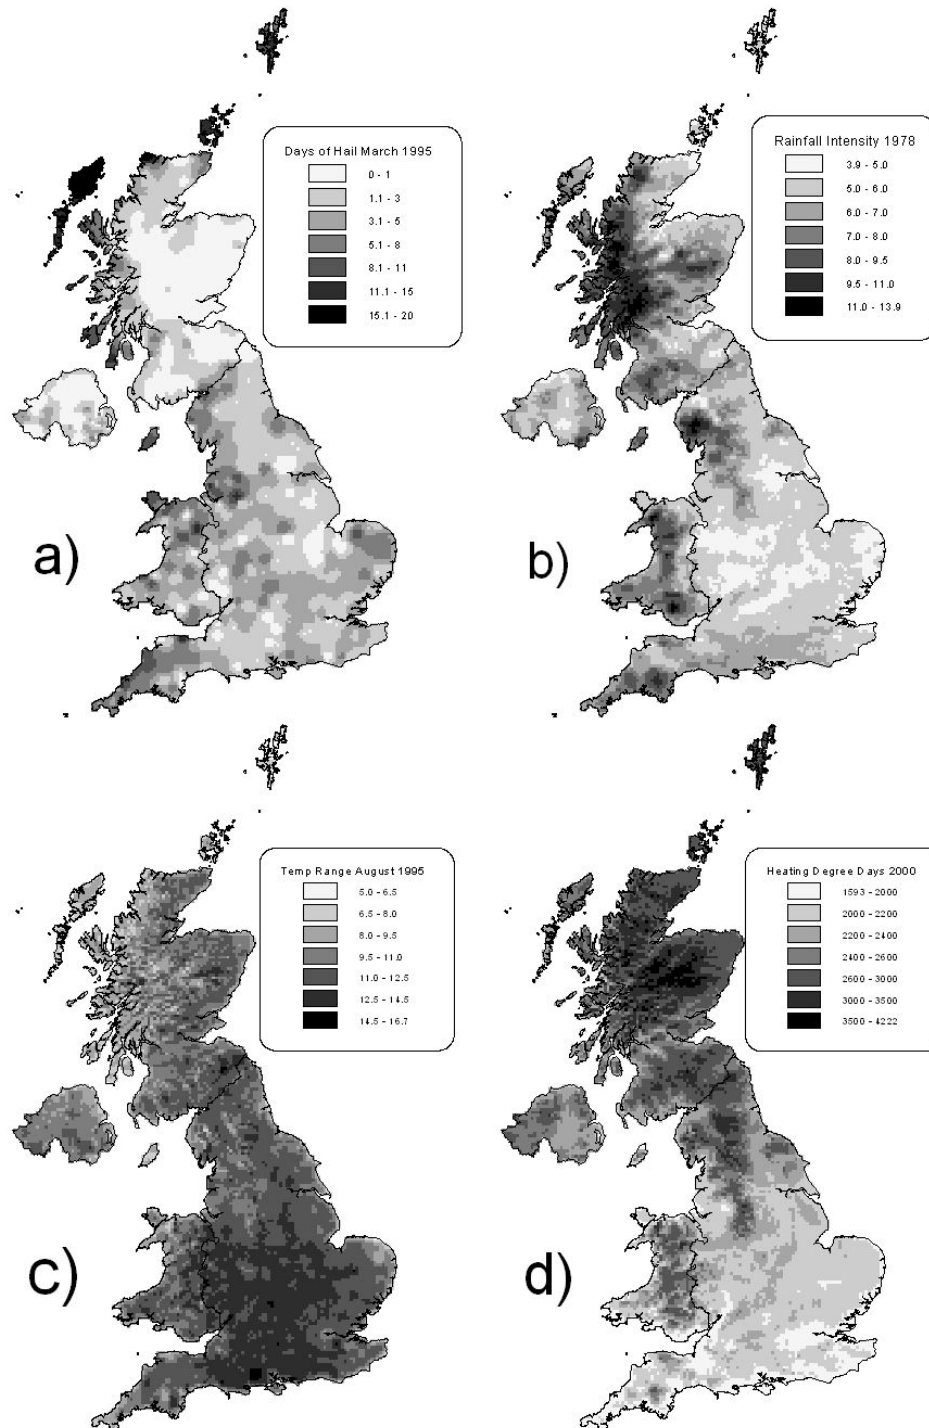 Days of Hail March 1995
0 - 1
1.1 - 3
3.1 - 5
5.1 - 8
8.1 - 11
11.1 - 15
15.1 - 20
a)
Rainfall Intensity 1978
3.9 - 5.0
5.0 - 6.0
6.0 - 7.0
7.0 - 8.0
8.0 - 9.5
9.5 - 11.0
11.0 - 13.9
b)
Temp Range August 1995
5.0 - 6.5
6.5 - 8.0
8.0 - 9.5
9.5 - 11.0
11.0 - 12.5
12.5 - 14.5
14.5 - 16.7
c)
Heating Degree Days 2000
1593 - 2000
2000 - 2200
2200 - 2400
2400 - 2600
2600 - 3000
3000 - 3500
3500 - 4222
d)